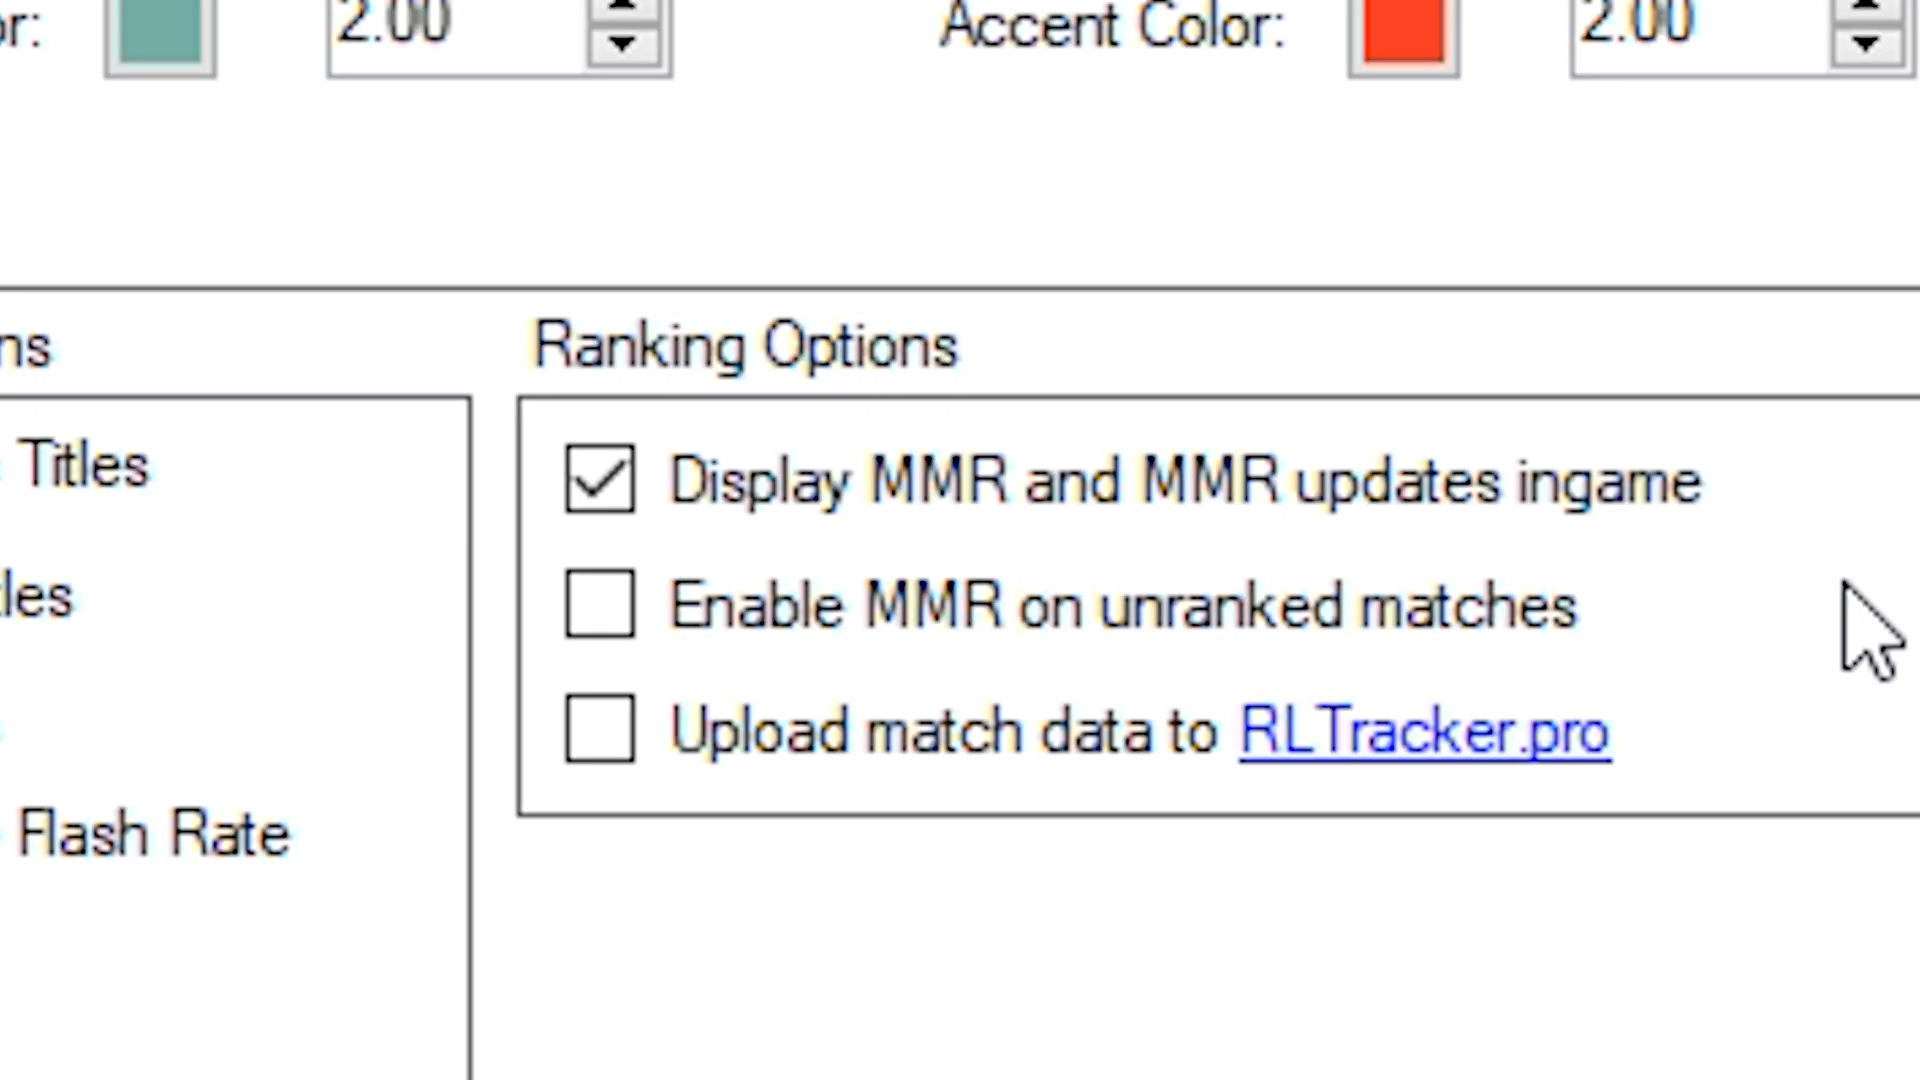 or: 2.00 Accent Color: 2.00
ns Ranking Options
Titles
Display MMR and MMR updates ingame
les
Enable MMR on unranked matches
Upload match data to RLTracker.pro
Flash Rate